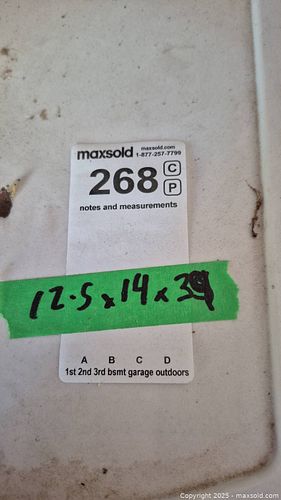 maxsold maxsold.com
1-877-257-7799
268 C
P
notes and measurements
12.5 x 14 x 39
A B C D
1st 2nd 3rd bsmt garage outdoors
Copyright 2025 - maxsold.com